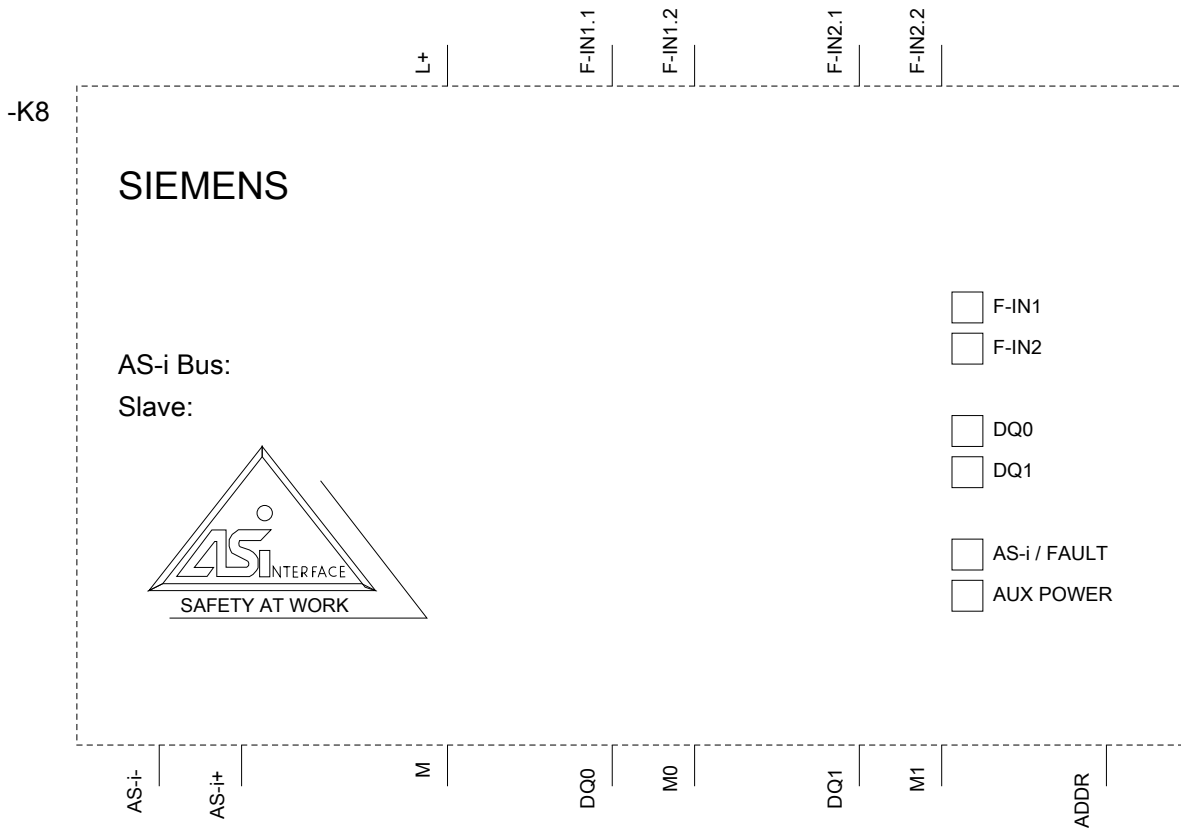 L+
F-IN1.1
F-IN1.2
F-IN2.1
F-IN2.2
-K8
SIEMENS
F-IN1
F-IN2
AS-i Bus:
Slave:
DQ0
DQ1
ASi
NTERFACE
SAFETY AT WORK
AS-i / FAULT
AUX POWER
AS-i-
AS-i+
M
DQ0
M0
DQ1
M1
ADDR